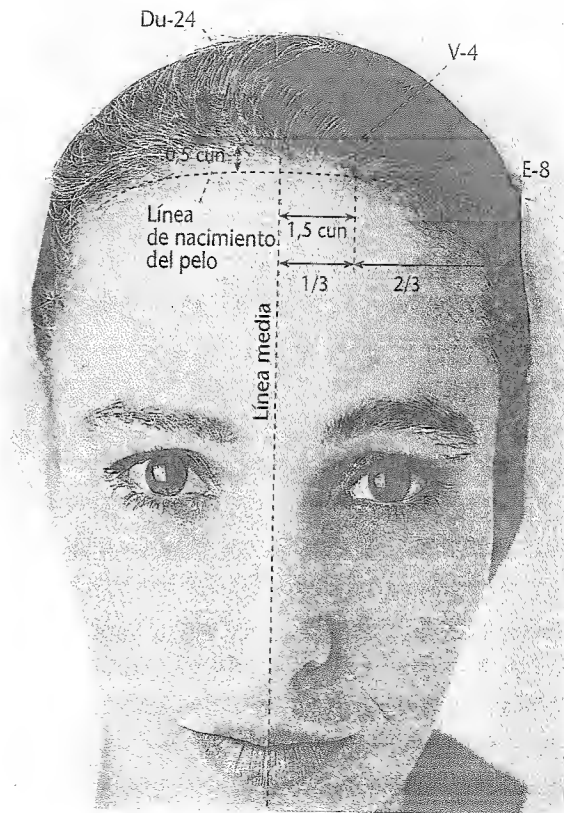 Du-24
V-4
E-8
0,5 cun
Línea
de nacimiento
del pelo
1,5 cun
1/3
2/3
Línea media